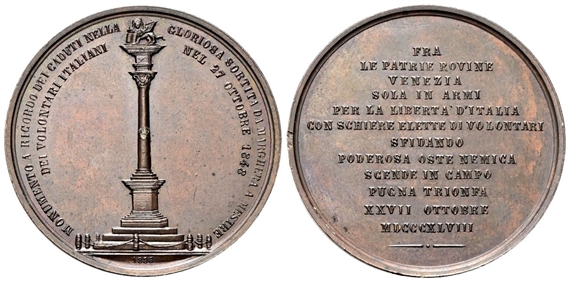 MONUMENTO A RICORDO DEI CADUTI NELLA GLORIOSA SORTITA DA MARGHERA A MESTRE
DEI VOLONTARI ITALIANI NEL 27 OTTOBRE 1848
1886
FRA
LE PATRIE ROVINE
VENEZIA
SOLA IN ARMI
PER LA LIBERTA' D'ITALIA
CON SCHIERE ELETTE DI VOLONTARI
SFIDANDO
PODEROSA OSTE NEMICA
SCENDE IN CAMPO
PUGNA TRIONFA
XXVII OTTOBRE
MDCCCXLVIII